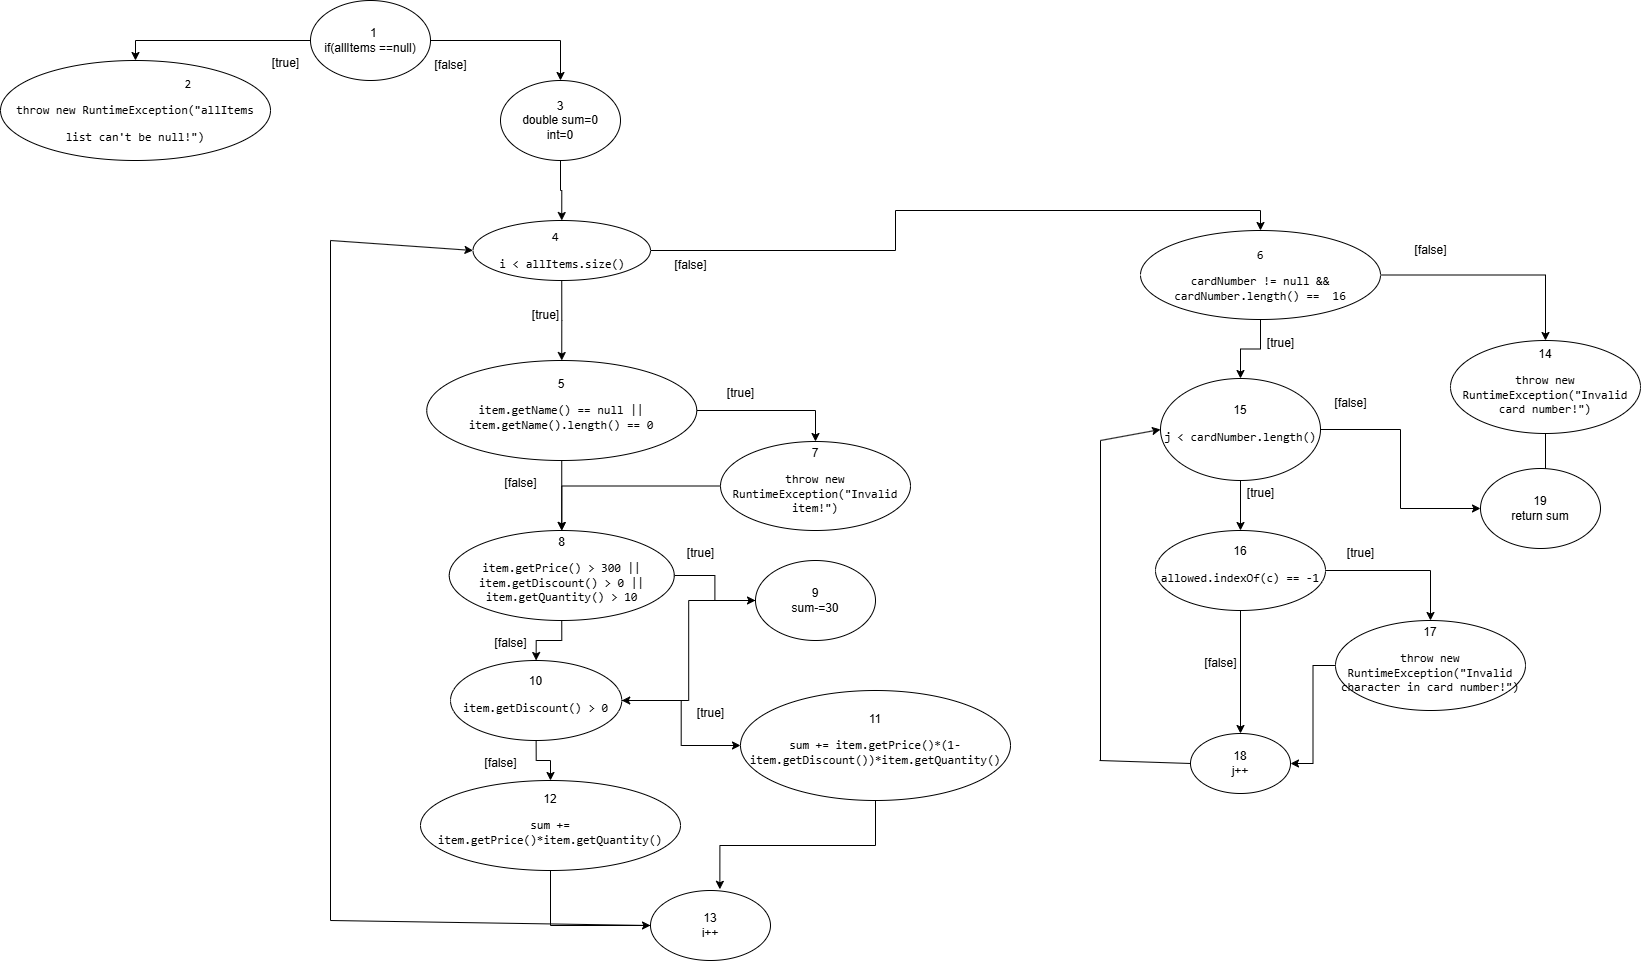 1
if(allItems ==null)
[true]
[false]
2
throw new RuntimeException("allItems
list can't be null!")
3
double sum=0
int=0
4
i < allItems.size()
[false]
[true]
6
cardNumber != null &&
cardNumber.length() == 16
[false]
[true]
14
throw new
RuntimeException("Invalid
card number!")
5
item.getName() == null ||
item.getName().length() == 0
[true]
[false]
7
throw new
RuntimeException("Invalid
item!")
15
j < cardNumber.length()
[false]
[true]
19
return sum
8
item.getPrice() > 300 ||
item.getDiscount() > 0 ||
item.getQuantity() > 10
[true]
[false]
9
sum-=30
16
allowed.indexOf(c) == -1
[true]
[false]
17
throw new
RuntimeException("Invalid
character in card number!")
10
item.getDiscount() > 0
[true]
[false]
11
sum += item.getPrice()*(1-
item.getDiscount())*item.getQuantity()
18
j++
12
sum +=
item.getPrice()*item.getQuantity()
13
i++